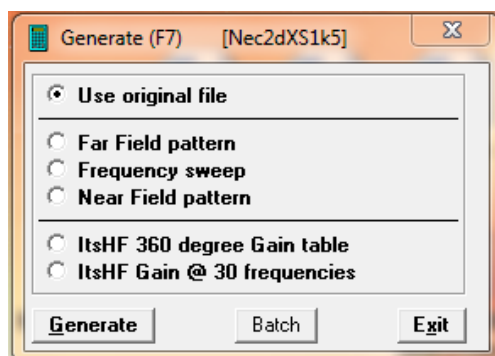 Generate (F7) [Nec2dXS1k5]
Use original file
Far Field pattern
Frequency sweep
Near Field pattern
ItsHF 360 degree Gain table
ItsHF Gain @ 30 frequencies
Generate Batch Exit